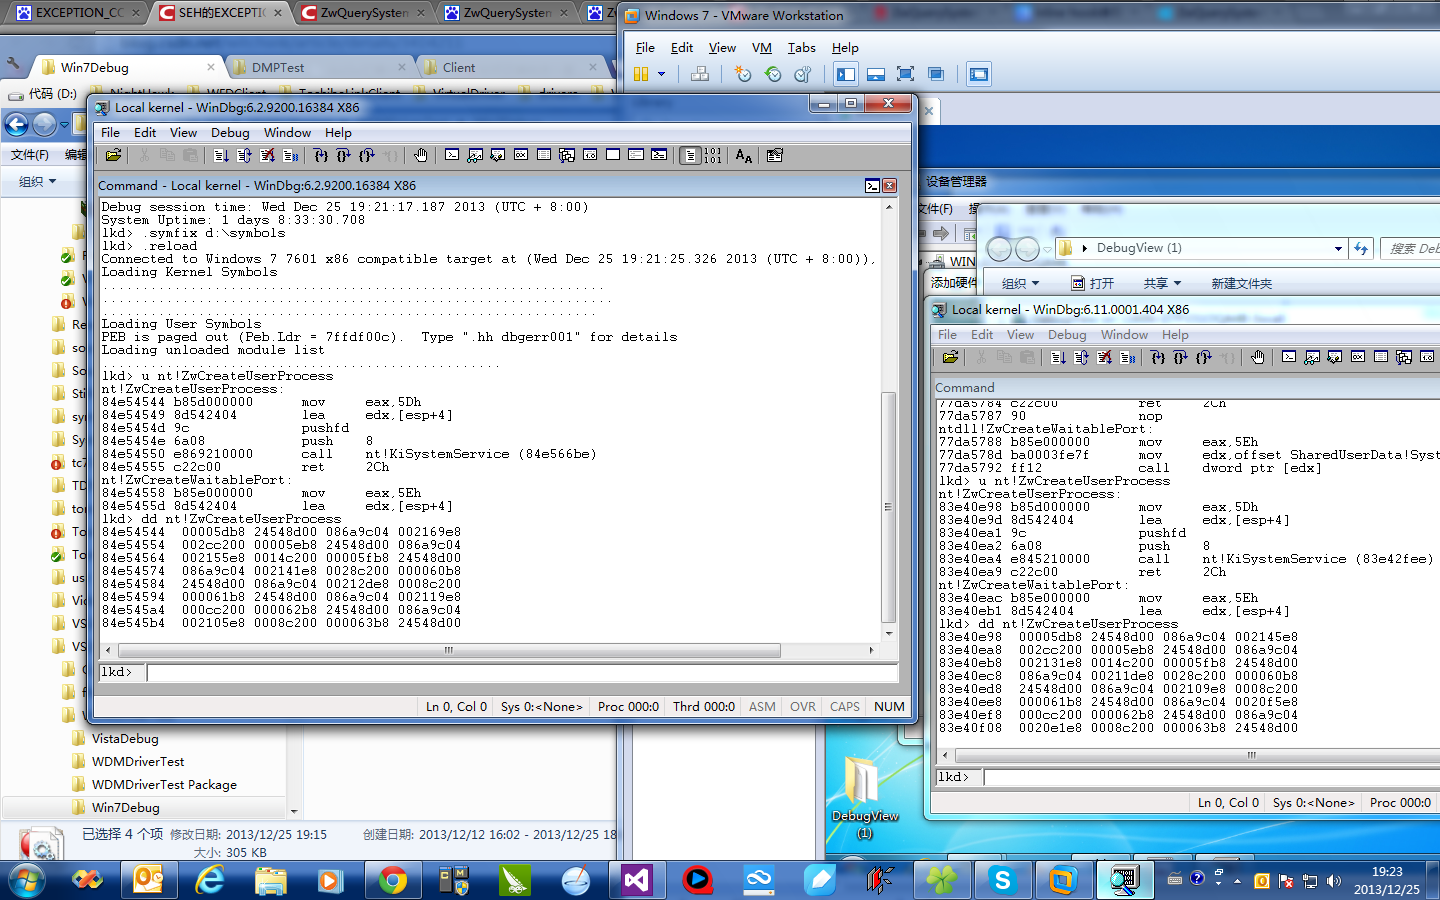 EXCEPTION_CO
SEH的EXCEPTIO
ZwQuerySystem
ZwQuerySystem
Windows 7 - VMware Workstation
File Edit View VM Tabs Help
Win7Debug
DMPTest
Client
代码 (D:)
文件(F)
组织
Local kernel - WinDbg:6.2.9200.16384 X86
File Edit View Debug Window Help
Command - Local kernel - WinDbg:6.2.9200.16384 X86
Debug session time: Wed Dec 25 19:21:17.187 2013 (UTC + 8:00)
System Uptime: 1 days 8:33:30.708
lkd> .symfix d:\symbols
lkd> .reload
Connected to Windows 7 7601 x86 compatible target at (Wed Dec 25 19:21:25.326 2013 (UTC + 8:00)),
Loading Kernel Symbols
Loading User Symbols
PEB is paged out (Peb.Ldr = 7ffdf00c).  Type ".hh dbgerr001" for details
Loading unloaded module list
lkd> u nt!ZwCreateUserProcess
nt!ZwCreateUserProcess:
84e54544 b85d000000 mov eax,5Dh
84e54549 8d542404 lea edx,[esp+4]
84e5454d 9c pushfd
84e5454e 6a08 push 8
84e54550 e869210000 call nt!KiSystemService (84e566be)
84e54555 c22c00 ret 2Ch
nt!ZwCreateWaitablePort:
84e54558 b85e000000 mov eax,5Eh
84e5455d 8d542404 lea edx,[esp+4]
lkd> dd nt!ZwCreateUserProcess
84e54544 00005db8 24548d00 086a9c04 002169e8
84e54554 002cc200 00005eb8 24548d00 086a9c04
84e54564 002155e8 0014c200 00005fb8 24548d00
84e54574 086a9c04 002141e8 0028c200 000060b8
84e54584 24548d00 086a9c04 00212de8 0008c200
84e54594 000061b8 24548d00 086a9c04 002119e8
84e545a4 000cc200 000062b8 24548d00 086a9c04
84e545b4 002105e8 0008c200 000063b8 24548d00
lkd>
Ln 0, Col 0 Sys 0:<None> Proc 000:0 Thrd 000:0 ASM OVR CAPS NUM
设备管理器
文件(F)
DebugView (1)
搜索 Deb
组织 打开 共享 新建文件夹
添加硬件
Local kernel - WinDbg:6.11.0001.404 X86
File Edit View Debug Window Help
Command
77da5784 c22c00 ret 2Ch
77da5787 90 nop
ntdll!ZwCreateWaitablePort:
77da5788 b85e000000 mov eax,5Eh
77da578d ba0003fe7f mov edx,offset SharedUserData!Syst
77da5792 ff12 call dword ptr [edx]
lkd> u nt!ZwCreateUserProcess
nt!ZwCreateUserProcess:
83e40e98 b85d000000 mov eax,5Dh
83e40e9d 8d542404 lea edx,[esp+4]
83e40ea1 9c pushfd
83e40ea2 6a08 push 8
83e40ea4 e845210000 call nt!KiSystemService (83e42fee)
83e40ea9 c22c00 ret 2Ch
nt!ZwCreateWaitablePort:
83e40eac b85e000000 mov eax,5Eh
83e40eb1 8d542404 lea edx,[esp+4]
lkd> dd nt!ZwCreateUserProcess
83e40e98 00005db8 24548d00 086a9c04 002145e8
83e40ea8 002cc200 00005eb8 24548d00 086a9c04
83e40eb8 002131e8 0014c200 00005fb8 24548d00
83e40ec8 086a9c04 00211de8 0028c200 000060b8
83e40ed8 24548d00 086a9c04 002109e8 0008c200
83e40ee8 000061b8 24548d00 086a9c04 0020f5e8
83e40ef8 000cc200 000062b8 24548d00 086a9c04
83e40f08 0020e1e8 0008c200 000063b8 24548d00
lkd>
Ln 0, Col 0 Sys 0:<None> Proc 000:0
VistaDebug
WDMDriverTest
WDMDriverTest Package
Win7Debug
已选择 4 个项 修改日期: 2013/12/25 19:15 创建日期: 2013/12/12 16:02 - 2013/12/25 18
大小: 305 KB
DebugView
(1)
19:23
2013/12/25